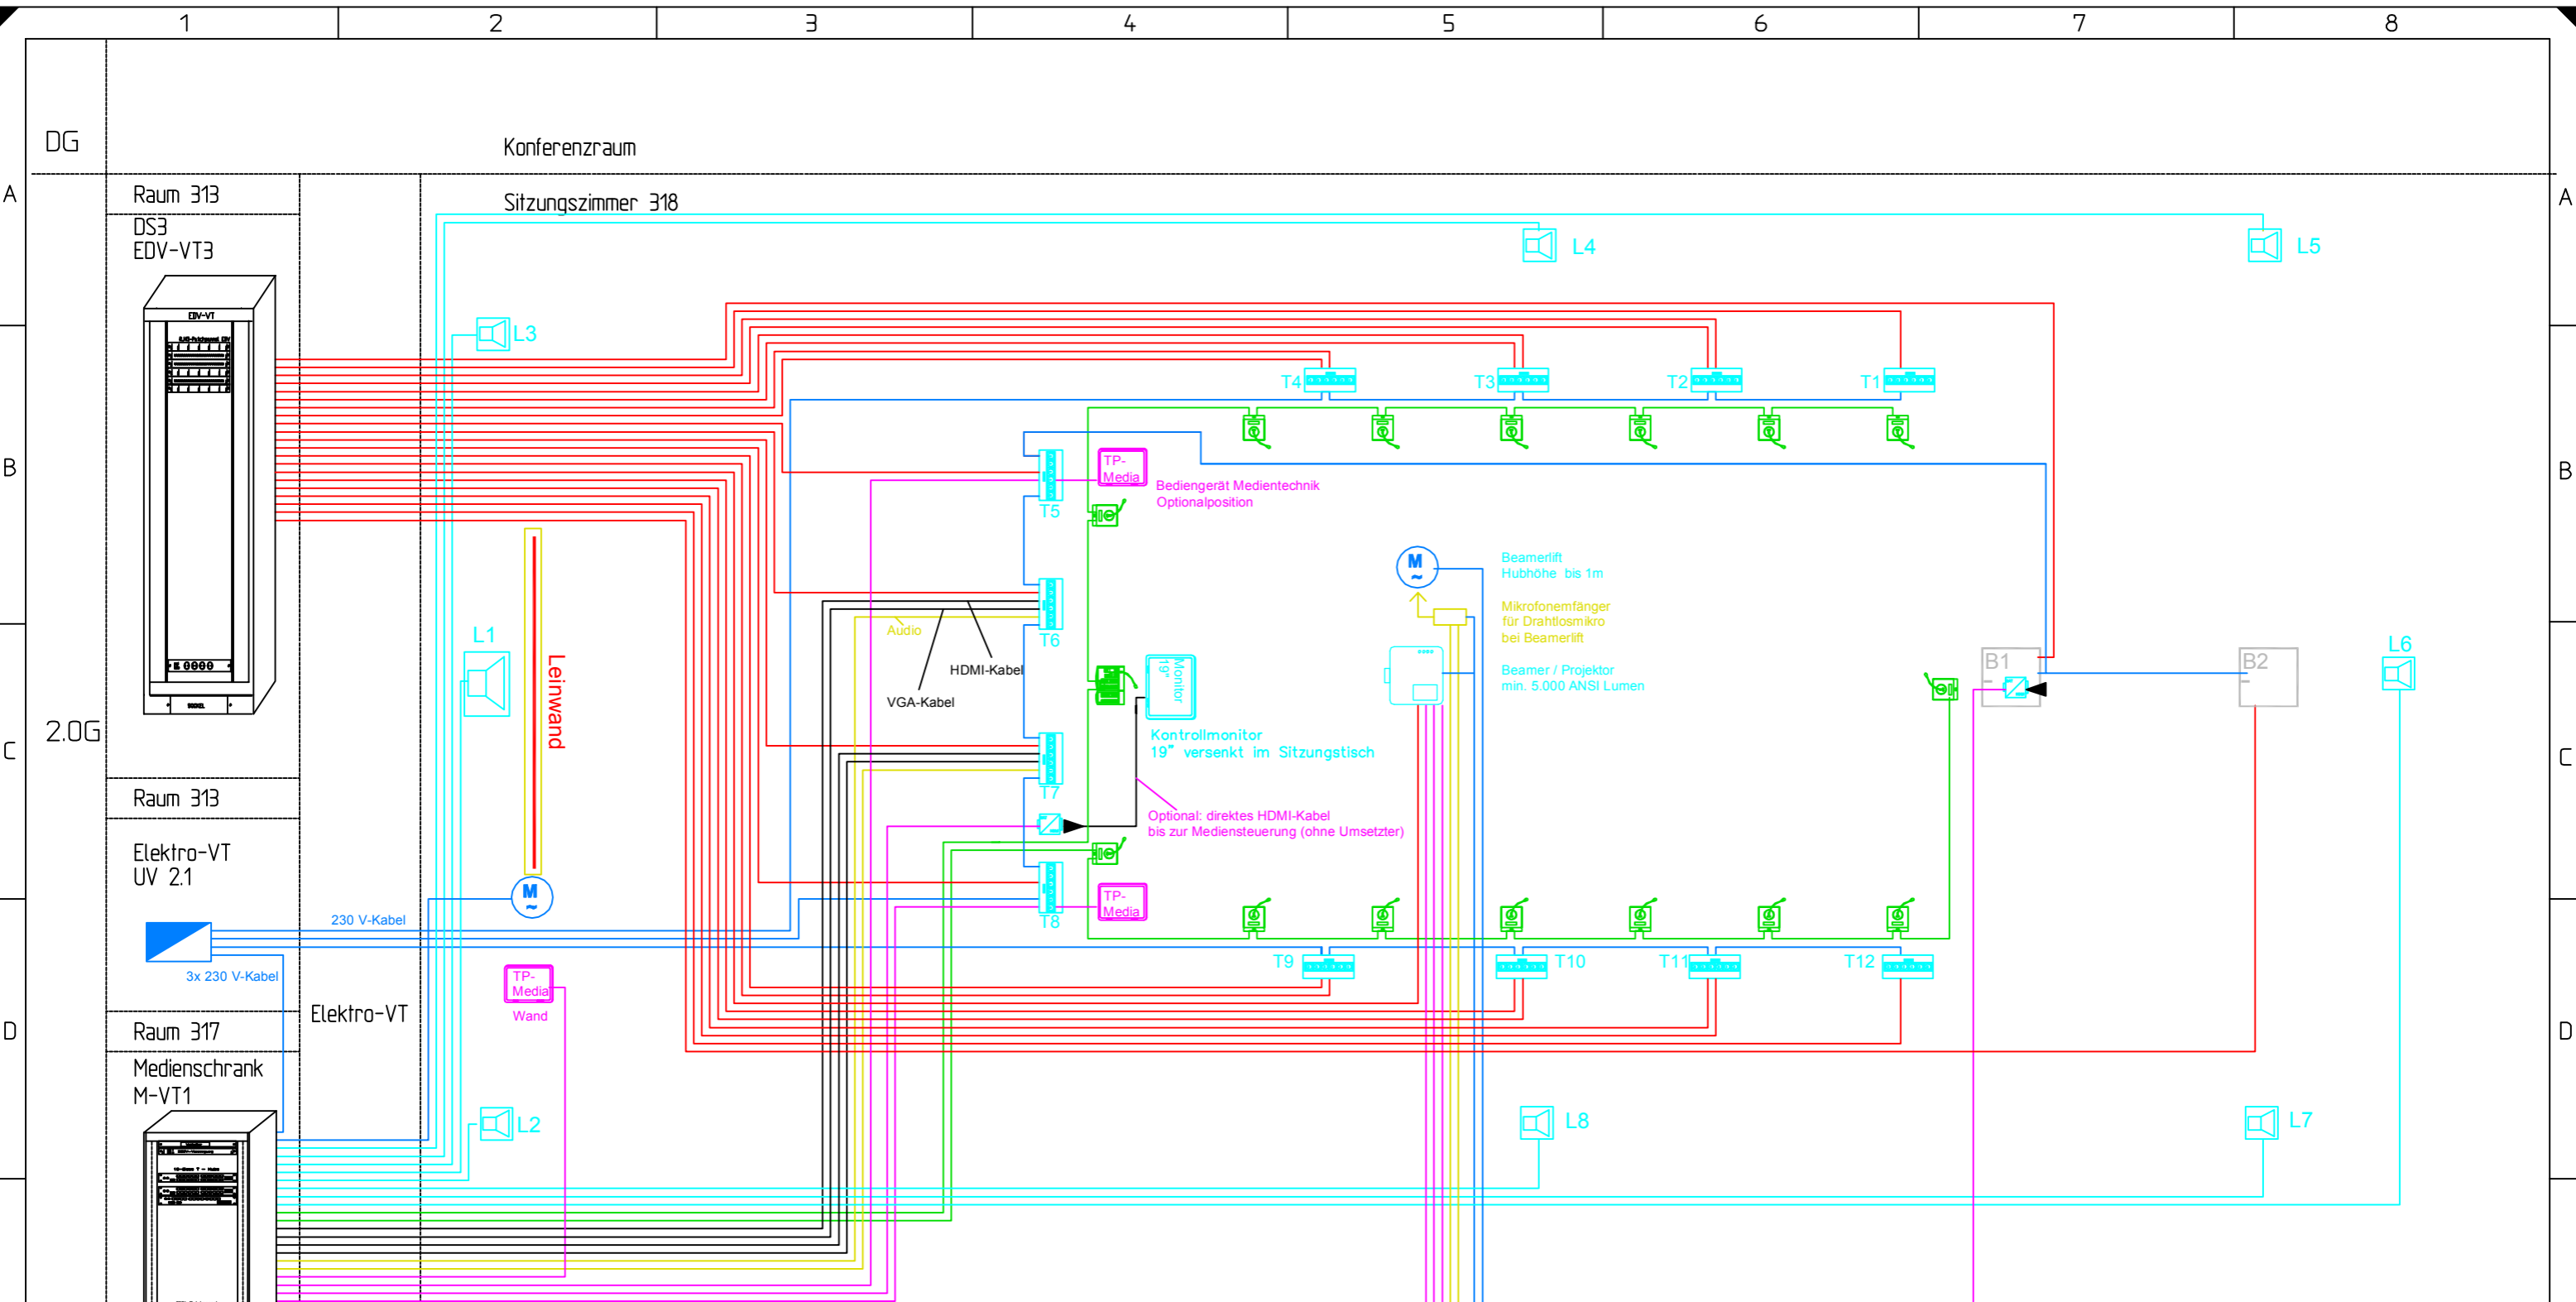 1 2 3 4 5 6 7 8
DG
Konferenzraum
A
A
Raum 313
Sitzungszimmer 318
DS3
EDV-VT3
L4
L5
EDV-VT
L3
T4
T3
T2
T1
B
B
TP-
Media
Bediengerät Medientechnik
Optionalposition
T5
M
~
Beamerlift
Hubhöhe bis 1m
Mikrofonemfänger
für Drahtlosmikro
bei Beamerlift
Audio
T6
L1
Leinwand
HDMI-Kabel
VGA-Kabel
Monitor
19"
Beamer / Projektor
min. 5.000 ANSI Lumen
B1
B2
L6
SOCKEL
2.OG
C
C
Kontrollmonitor
19" versenkt im Sitzungstisch
T7
Raum 313
Optional: direktes HDMI-Kabel
bis zur Mediensteuerung (ohne Umsetzter)
Elektro-VT
UV 2.1
M
~
TP-
Media
T8
230 V-Kabel
T9
T10
T11
T12
3x 230 V-Kabel
TP-
Media
Wand
Elektro-VT
D
D
Raum 317
Medienschrank
M-VT1
L2
L8
L7